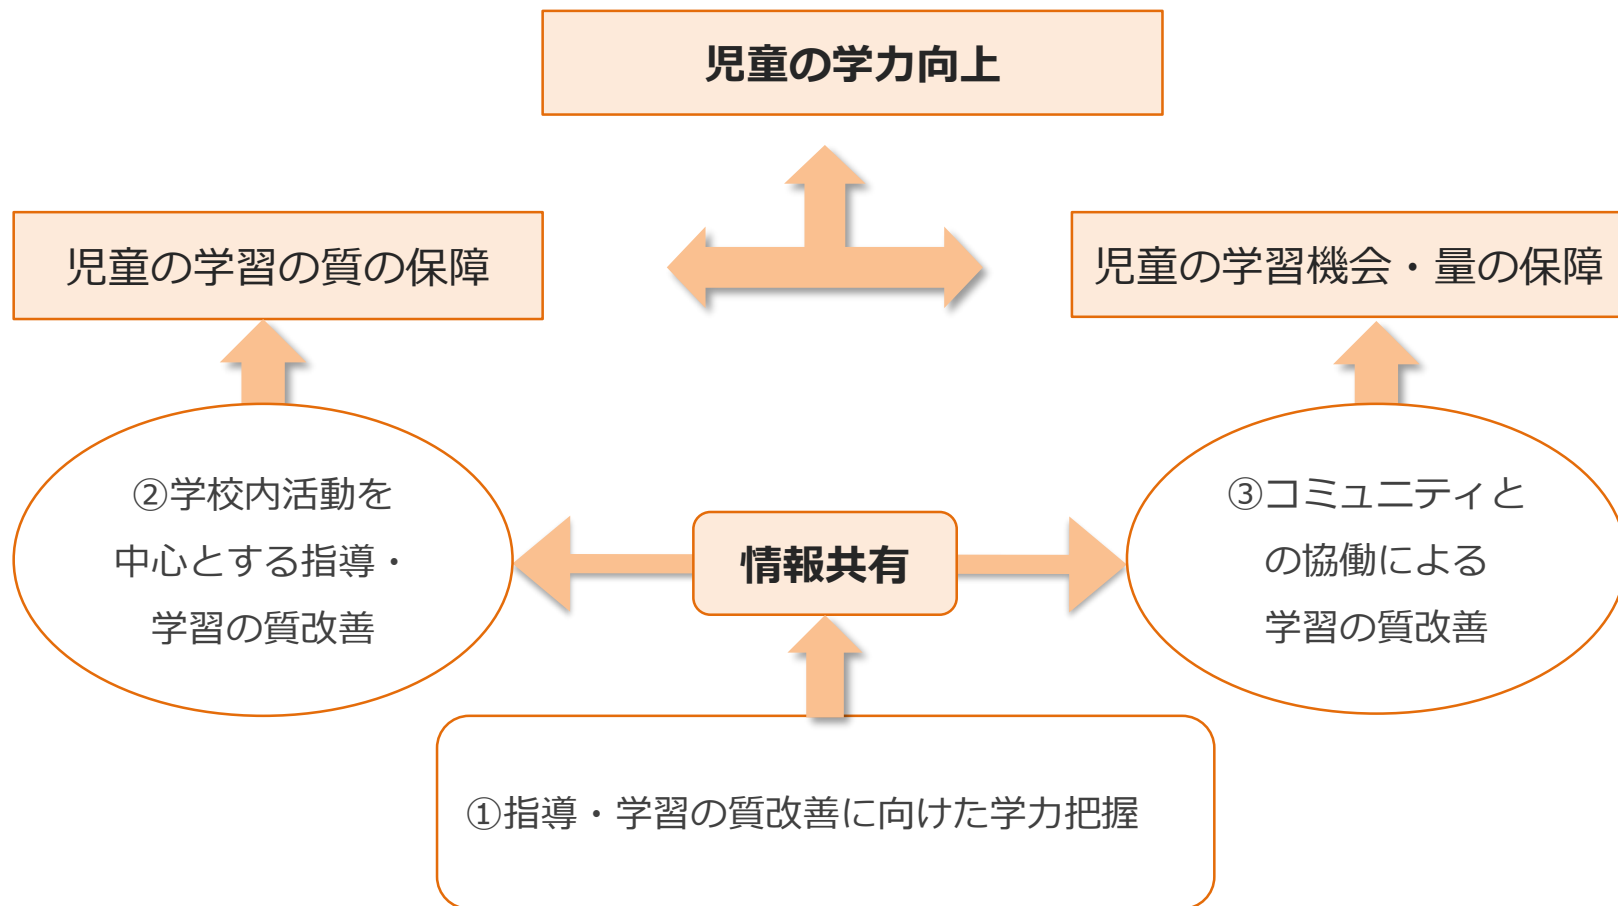 児童の学力向上
児童の学習の質の保障
児童の学習機会・量の保障
②学校内活動を
中心とする指導・
学習の質改善
情報共有
③コミュニティと
の協働による
学習の質改善
①指導・学習の質改善に向けた学力把握